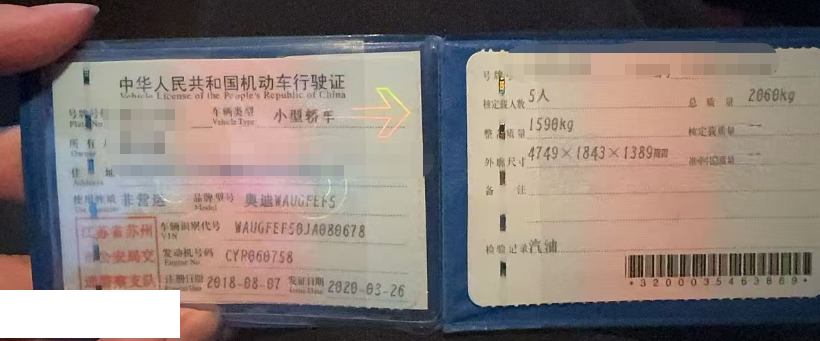 中华人民共和国机动车行驶证
Vehicle License of the People's Republic of China
号牌号
Plate No
车辆类型
Vehicle Type
小型轿车
所有
Owner
住 址
Address
使用性质
非营运
品牌型号
Model
奥迪WAUGFEF5
江苏省苏州
公安局交
通警察支队
车辆识别代号
VIN
WAUGFEF50JA080678
发动机号码
Engine No
CYR060758
注册日期
2018-08-07
发证日期
Issue Date
2020-03-26
号牌
核定载人数
5人
总质量
2060kg
整 质量
1590kg
核定载质量
--
外廓尺寸
4749×1843×1389
准牵引总质量
--
备 注
检验记录
汽油
*3200035463869*